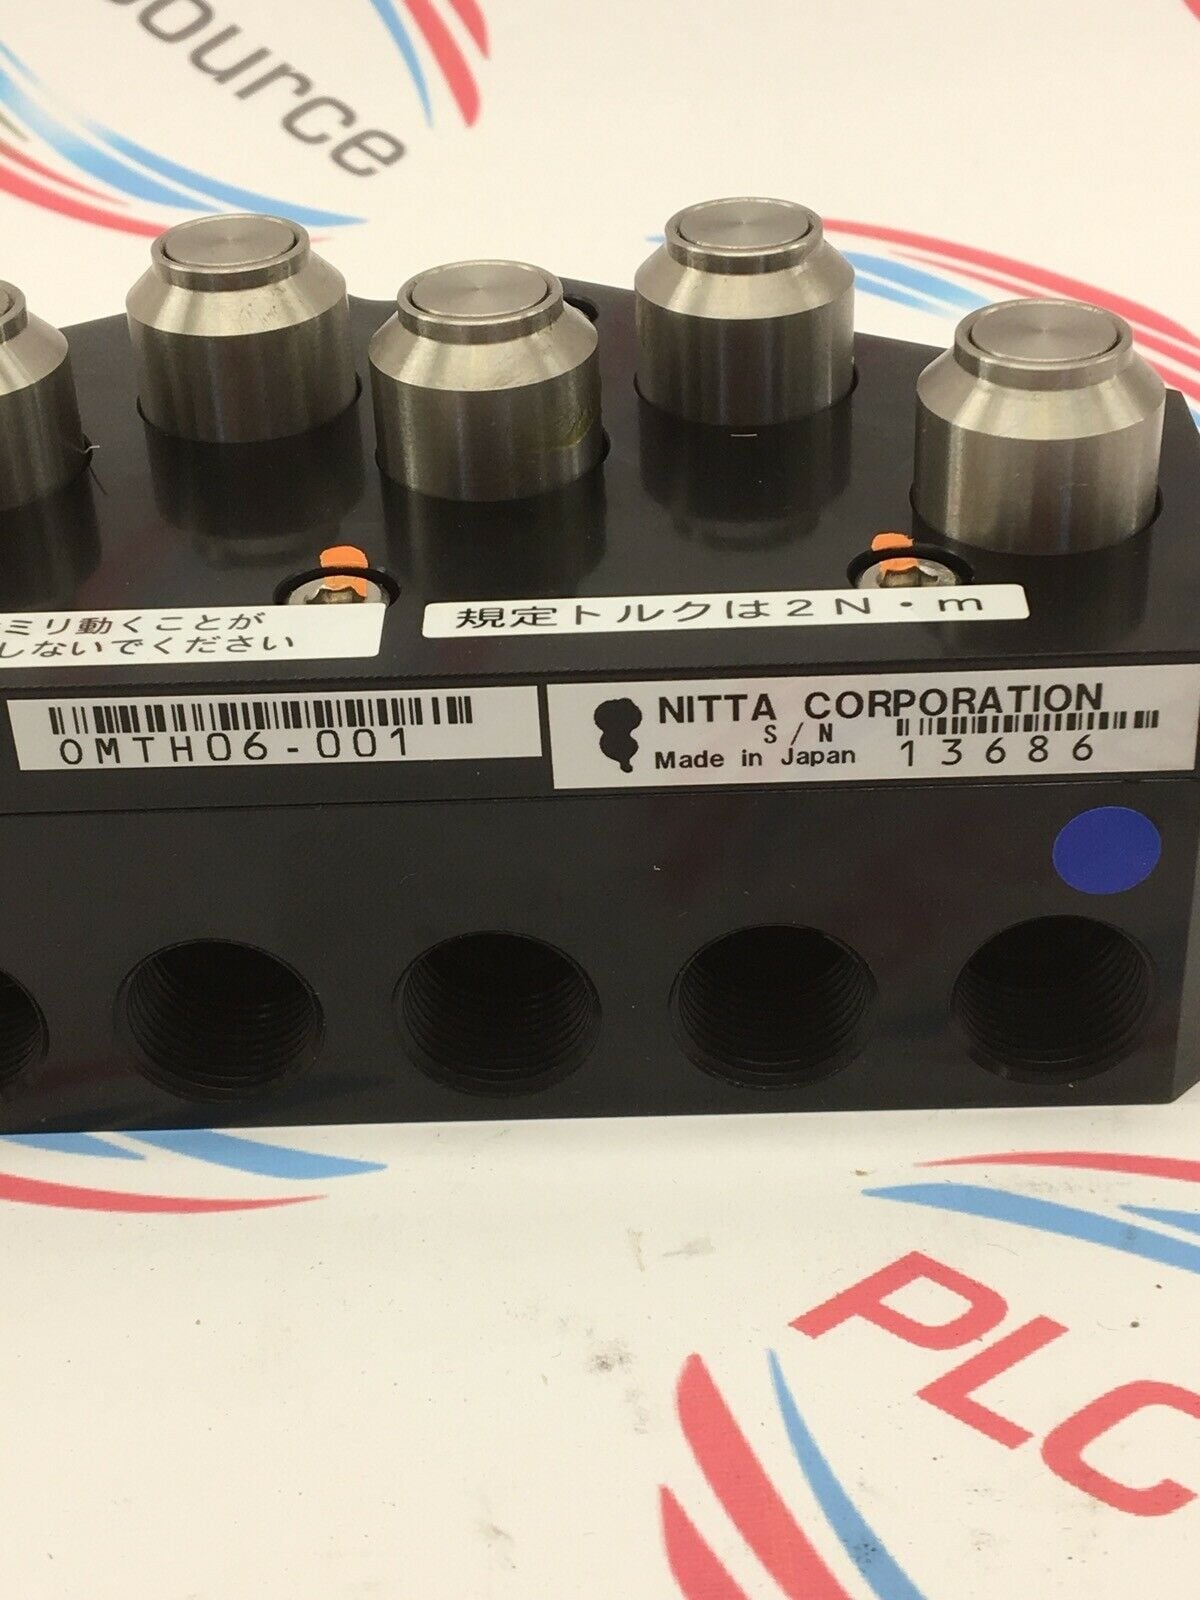 ource
ミリ動くことが
しないでください
規定トルクは2N・m
OMTH06-001
NITTA CORPORATION
S/N
Made in Japan
13686
PLC